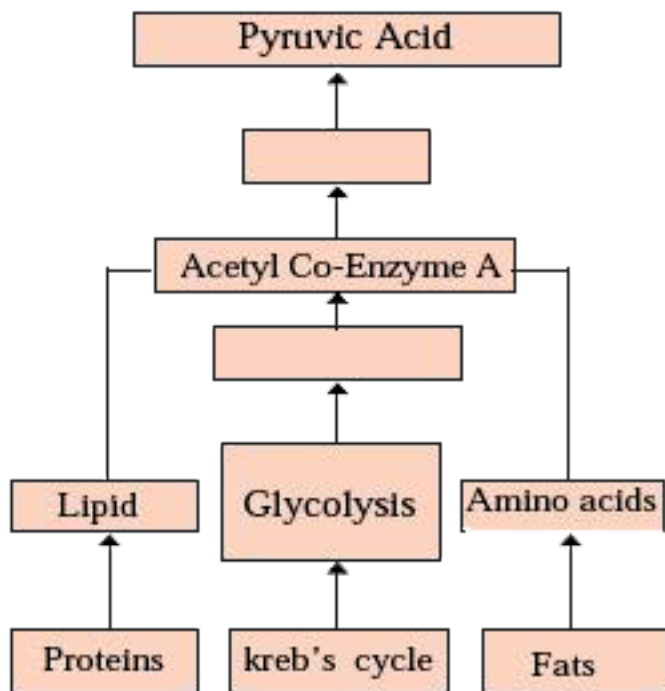 Pyruvic Acid
Acetyl Co-Enzyme A
Lipid
Glycolysis
Amino acids
Proteins
kreb's cycle
Fats